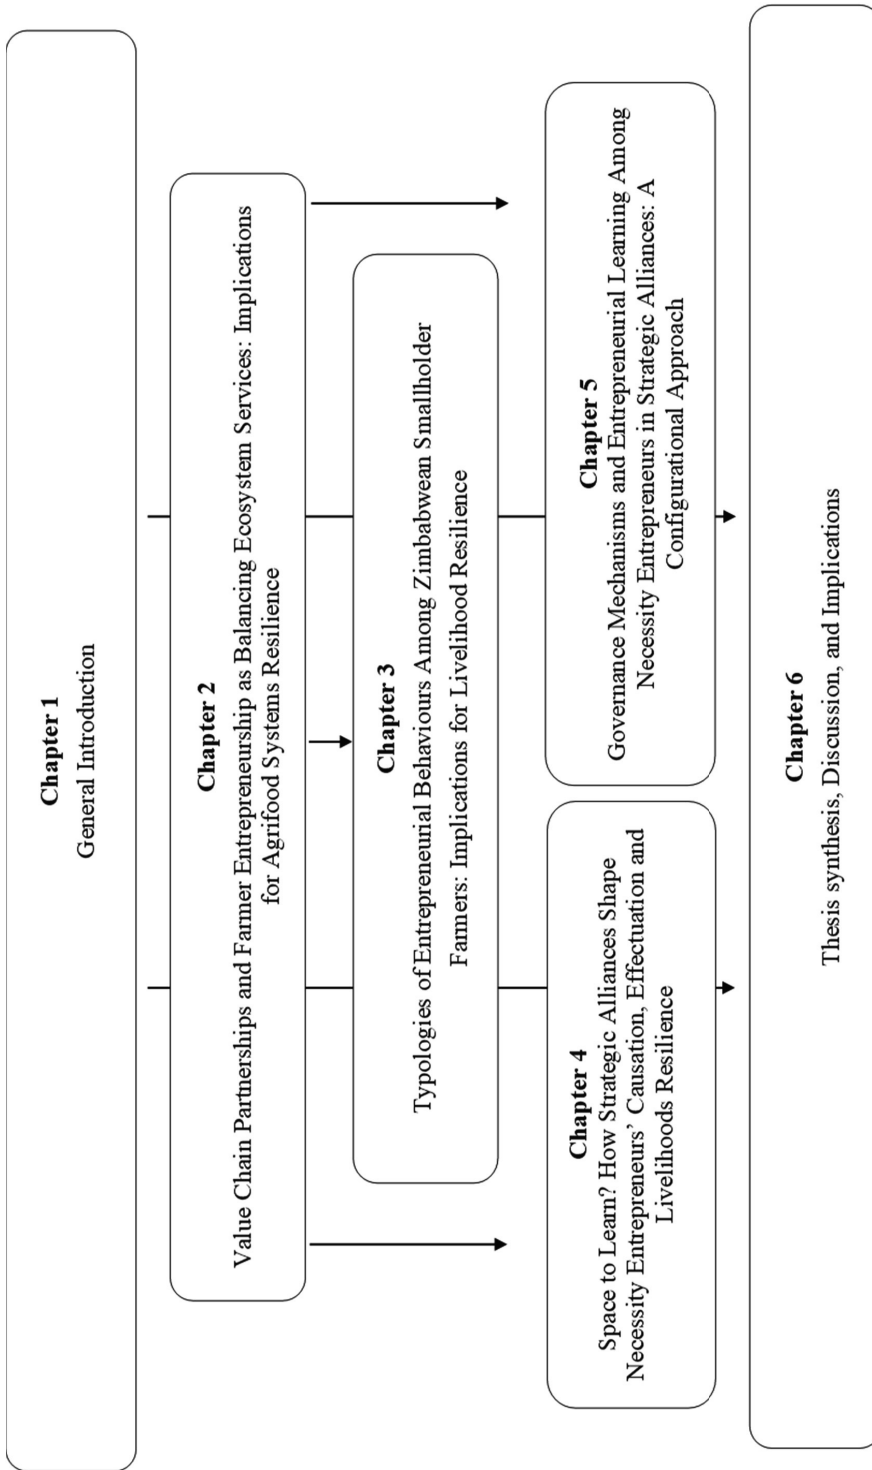 Chapter 1
General Introduction
Chapter 2
Value Chain Partnerships and Farmer Entrepreneurship as Balancing Ecosystem Services: Implications
for Agrifood Systems Resilience
Chapter 3
Typologies of Entrepreneurial Behaviours Among Zimbabwean Smallholder
Farmers: Implications for Livelihood Resilience
Chapter 4
Space to Learn? How Strategic Alliances Shape
Necessity Entrepreneurs’ Causation, Effectuation and
Livelihoods Resilience
Chapter 5
Governance Mechanisms and Entrepreneurial Learning Among
Necessity Entrepreneurs in Strategic Alliances: A
Configurational Approach
Chapter 6
Thesis synthesis, Discussion, and Implications